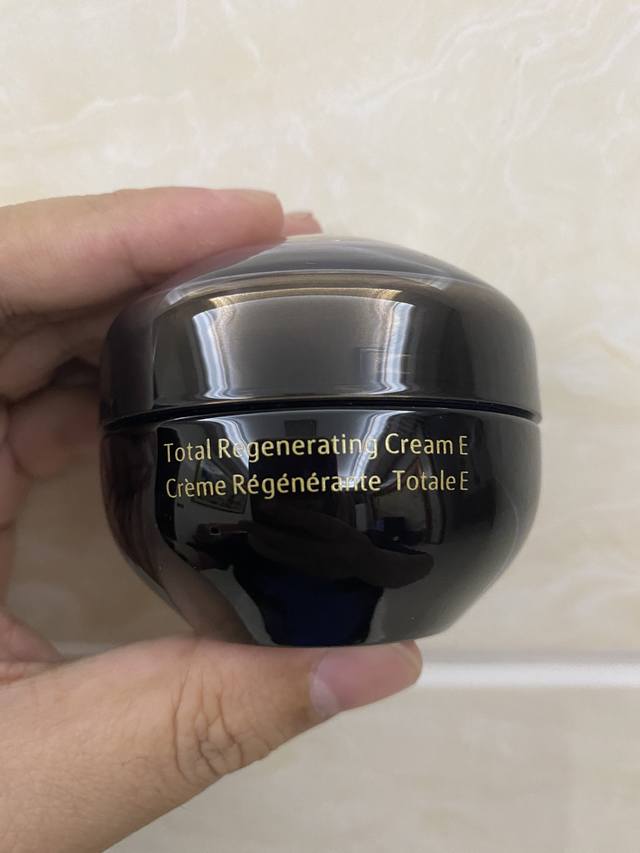 Total Regenerating Cream E
Crème Régénérante Totale E